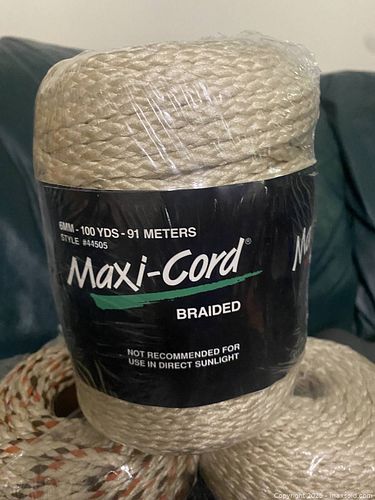 6MM - 100 YDS - 91 METERS
STYLE #44505
Maxi-Cord®
BRAIDED
NOT RECOMMENDED FOR
USE IN DIRECT SUNLIGHT
Copyright 2025 - maxsold.com